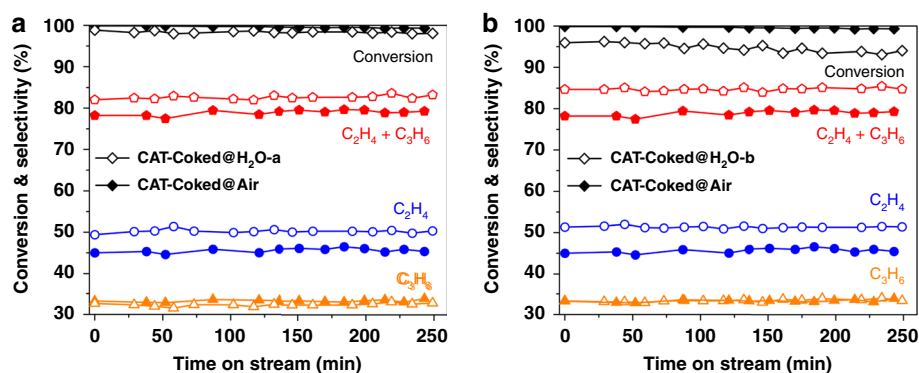 a
Conversion & selectivity (%)
100
90
80
70
60
50
40
30
Conversion
C₂H₄ + C₃H₆
CAT-Coked@H₂O-a
CAT-Coked@Air
C₂H₄
C₃H₆
0 50 100 150 200 250
Time on stream (min)
b
Conversion & selectivity (%)
100
90
80
70
60
50
40
30
Conversion
C₂H₄ + C₃H₆
CAT-Coked@H₂O-b
CAT-Coked@Air
C₂H₄
C₃H₆
0 50 100 150 200 250
Time on stream (min)